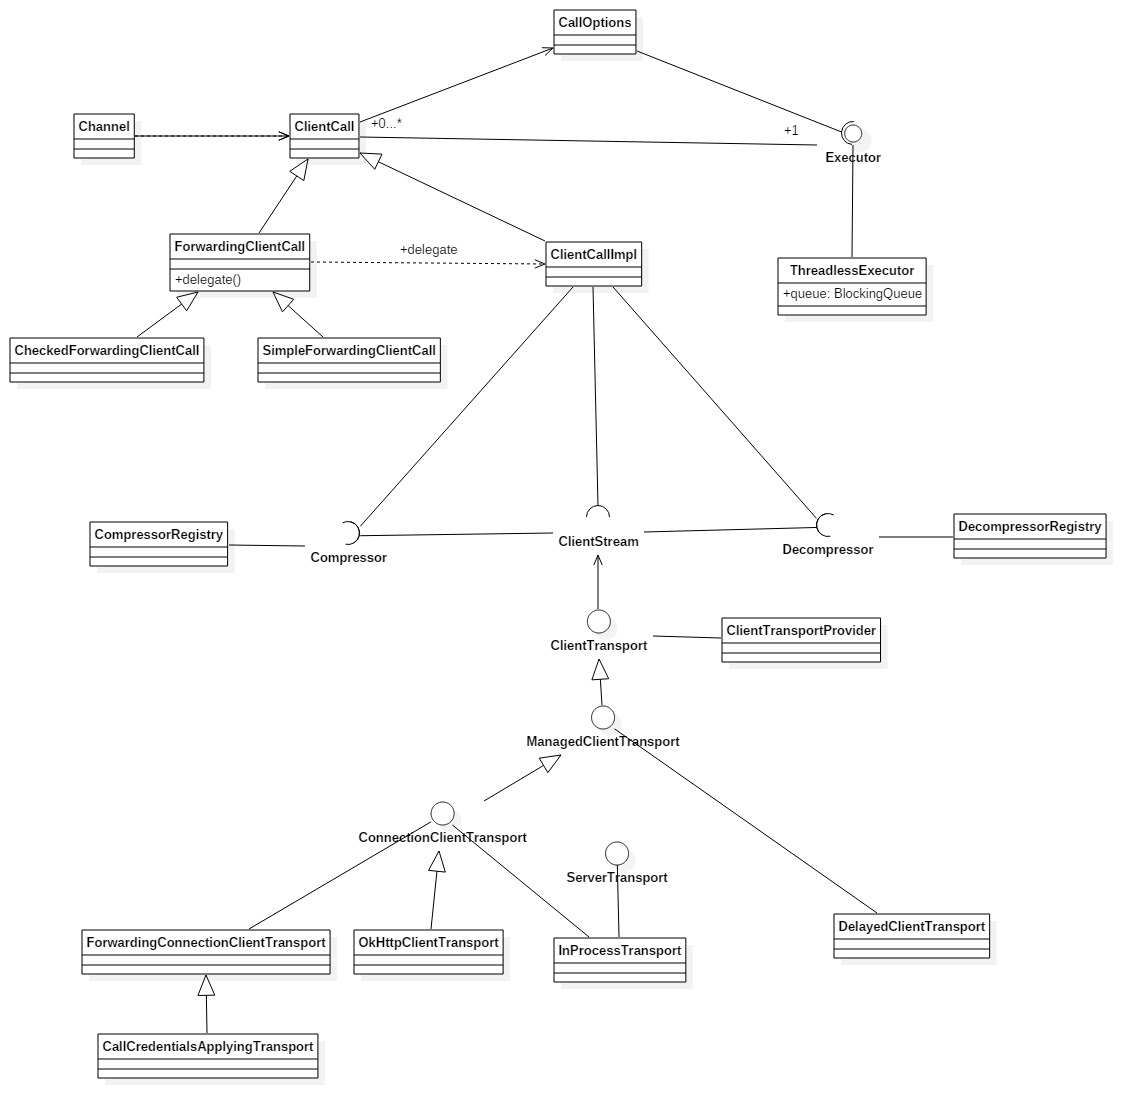 CallOptions
Channel
ClientCall
+0...*
+1
Executor
ForwardingClientCall
+delegate()
+delegate
ClientCallImpl
ThreadlessExecutor
+queue: BlockingQueue
CheckedForwardingClientCall
SimpleForwardingClientCall
CompressorRegistry
Compressor
ClientStream
Decompressor
DecompressorRegistry
ClientTransport
ClientTransportProvider
ManagedClientTransport
ConnectionClientTransport
ServerTransport
ForwardingConnectionClientTransport
OkHttpClientTransport
InProcessTransport
DelayedClientTransport
CallCredentialsApplyingTransport